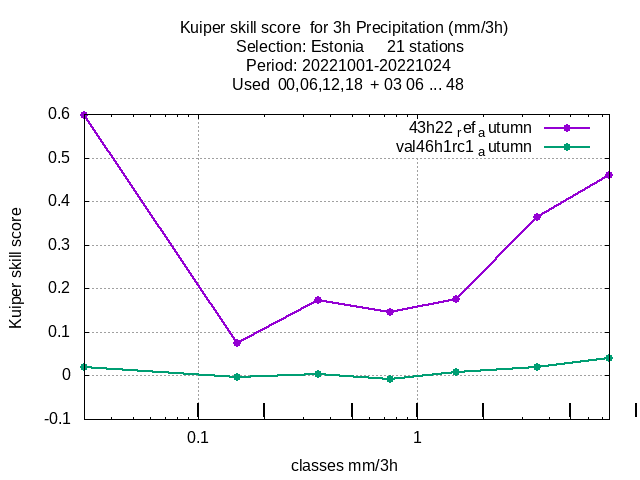 Kuiper skill score  for 3h Precipitation (mm/3h)
Selection: Estonia     21 stations
Period: 20221001-20221024
Used  00,06,12,18  + 03 06 ... 48
43h22 ref a utumn
val46h1rc1 a utumn
0.6
0.5
0.4
0.3
0.2
0.1
0
-0.1
Kuiper skill score
0.1
1
classes mm/3h